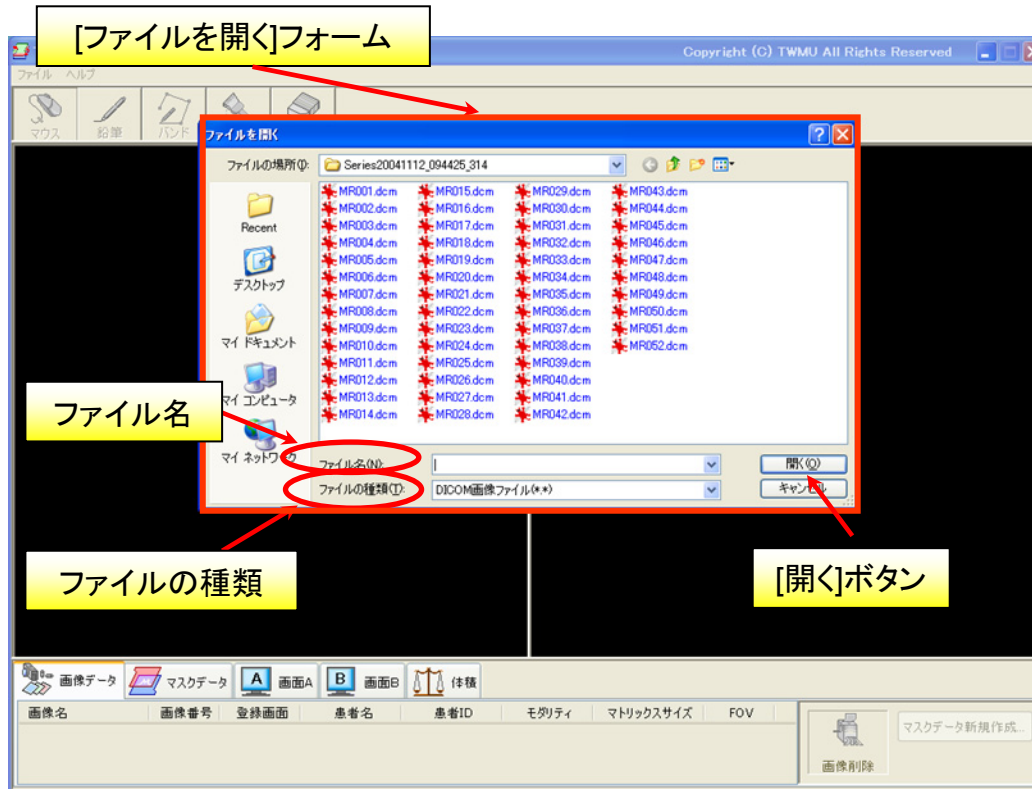 [ファイルを開く]フォーム
Copyright (C) TWMU All Rights Reserved
ファイル ヘルプ
マウス 鉛筆 バンド
ファイルを開く
ファイルの場所(I): Series20041112_094425_314
Recent
デスクトップ
マイ ドキュメント
マイ コンピュータ
マイ ネットワーク
MR001.dcm MR015.dcm MR029.dcm MR043.dcm
MR002.dcm MR016.dcm MR030.dcm MR044.dcm
MR003.dcm MR017.dcm MR031.dcm MR045.dcm
MR004.dcm MR018.dcm MR032.dcm MR046.dcm
MR005.dcm MR019.dcm MR033.dcm MR047.dcm
MR006.dcm MR020.dcm MR034.dcm MR048.dcm
MR007.dcm MR021.dcm MR035.dcm MR049.dcm
MR008.dcm MR022.dcm MR036.dcm MR050.dcm
MR009.dcm MR023.dcm MR037.dcm MR051.dcm
MR010.dcm MR024.dcm MR038.dcm MR052.dcm
MR011.dcm MR025.dcm MR039.dcm
MR012.dcm MR026.dcm MR040.dcm
MR013.dcm MR027.dcm MR041.dcm
MR014.dcm MR028.dcm MR042.dcm
ファイル名
ファイル名(N): 開く(O)
ファイルの種類(T): DICOM画像ファイル(*.*) キャンセル
ファイルの種類
[開く]ボタン
画像データ マスクデータ A 画面A B 画面B 体積
画像名 画像番号 登録画面 患者名 患者ID モダリティ マトリックスサイズ FOV
マスクデータ新規作成...
画像削除